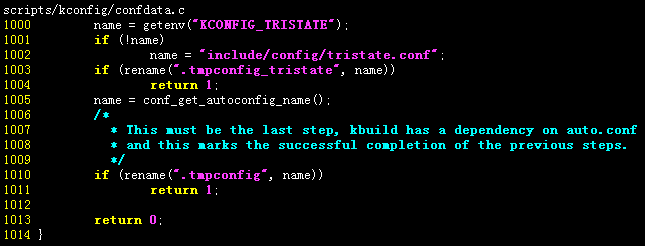 scripts/kconfig/confdata.c
1000 name = getenv("KCONFIG_TRISTATE");
1001 if (!name)
1002 name = "include/config/tristate.conf";
1003 if (rename(".tmpconfig_tristate", name))
1004 return 1;
1005 name = conf_get_autoconfig_name();
1006 /*
1007 * This must be the last step, kbuild has a dependency on auto.conf
1008 * and this marks the successful completion of the previous steps.
1009 */
1010 if (rename(".tmpconfig", name))
1011 return 1;
1012
1013 return 0;
1014 }